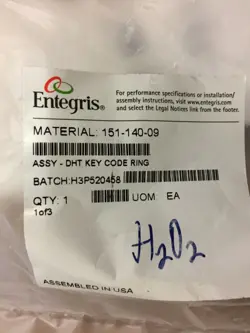 Entegris®
For performance specifications or installation/
assembly instructions, visit www.entegris.com and
select the Legal Notices link from the footer.
MATERIAL: 151-140-09
ASSY - DHT KEY CODE RING
BATCH:H3P520458
QTY: 1 UOM EA
1of3
H2O2
ASSEMBLED IN USA